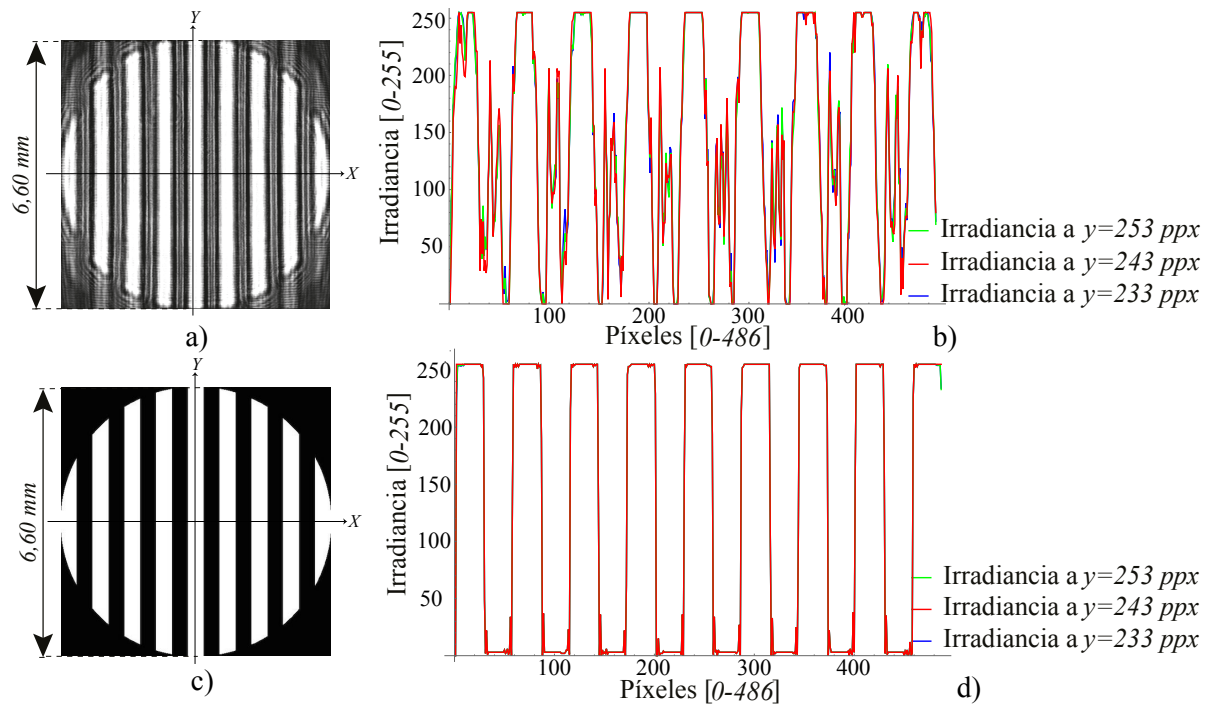 Y
X
6,60 mm
a)
250
200
150
100
50
Irradiancia [0-255]
100
200
300
400
Píxeles [0-486]
Irradiancia a y=253 ppx
Irradiancia a y=243 ppx
Irradiancia a y=233 ppx
b)
Y
X
6,60 mm
c)
250
200
150
100
50
Irradiancia [0-255]
100
200
300
400
Píxeles [0-486]
Irradiancia a y=253 ppx
Irradiancia a y=243 ppx
Irradiancia a y=233 ppx
d)